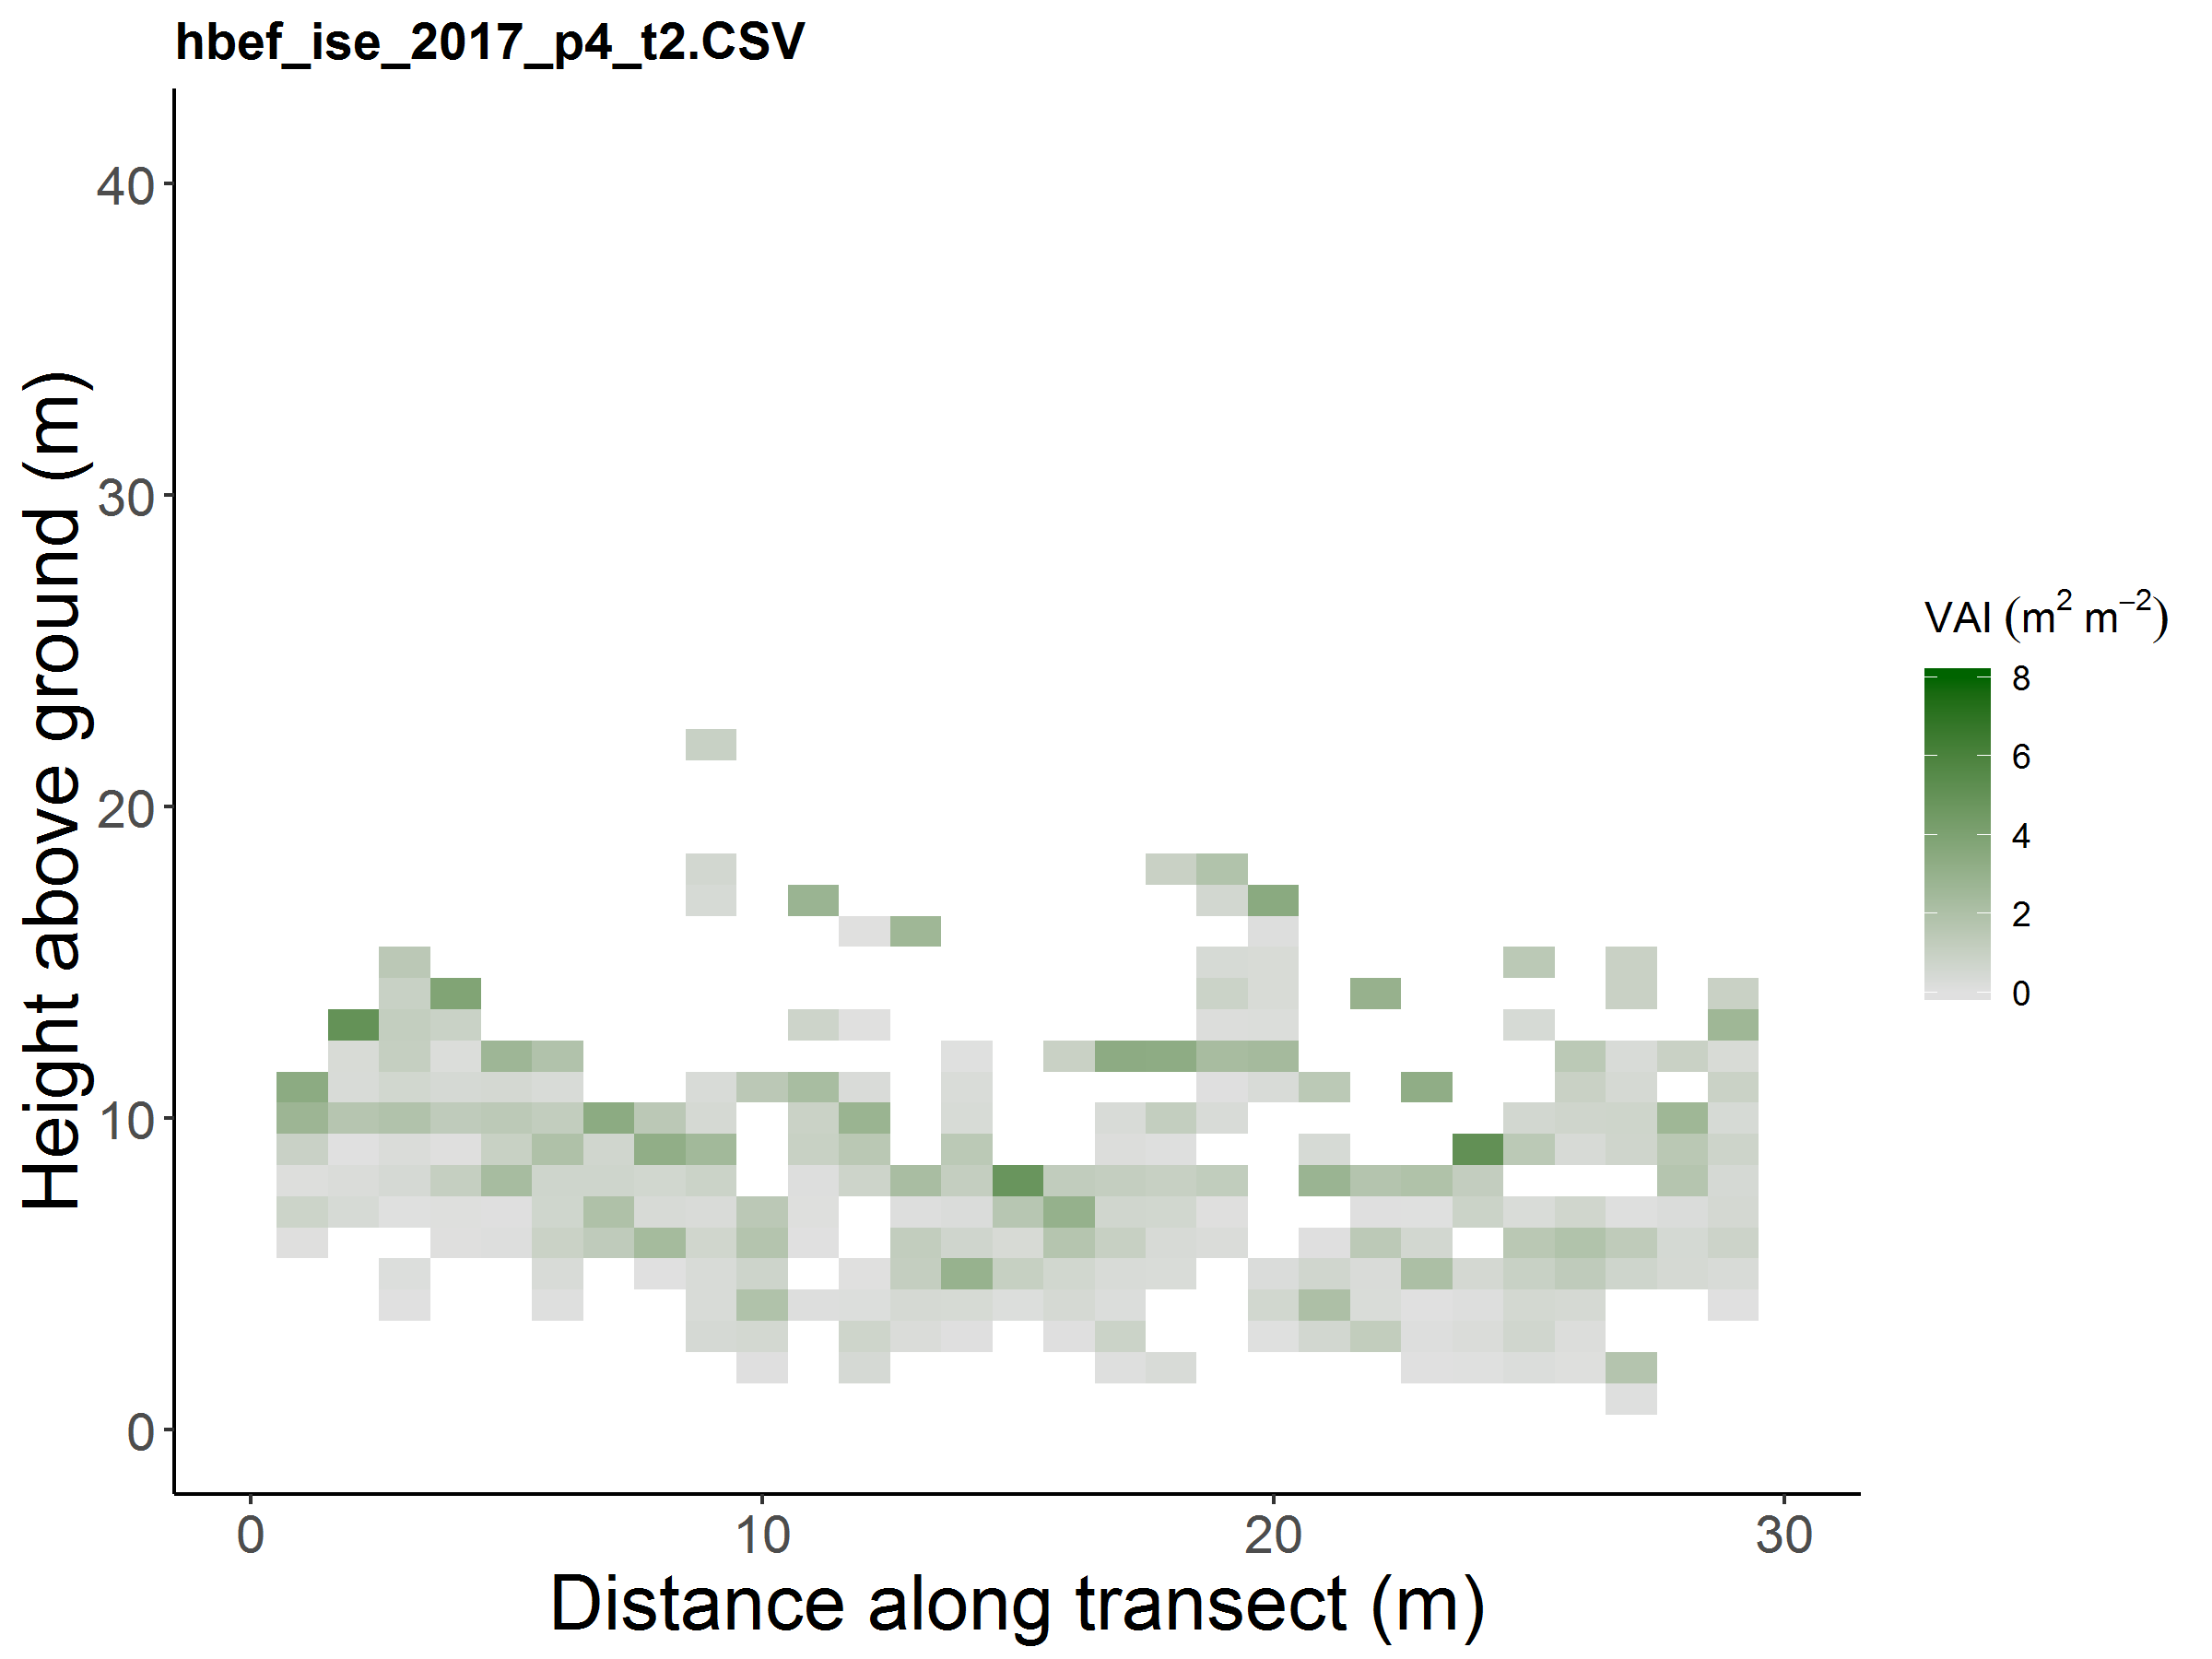 hbef_ise_2017_p4_t2.CSV
40
30
20
10
0
Height above ground (m)
0 10 20 30
Distance along transect (m)
VAI (m² m⁻²)
8
6
4
2
0